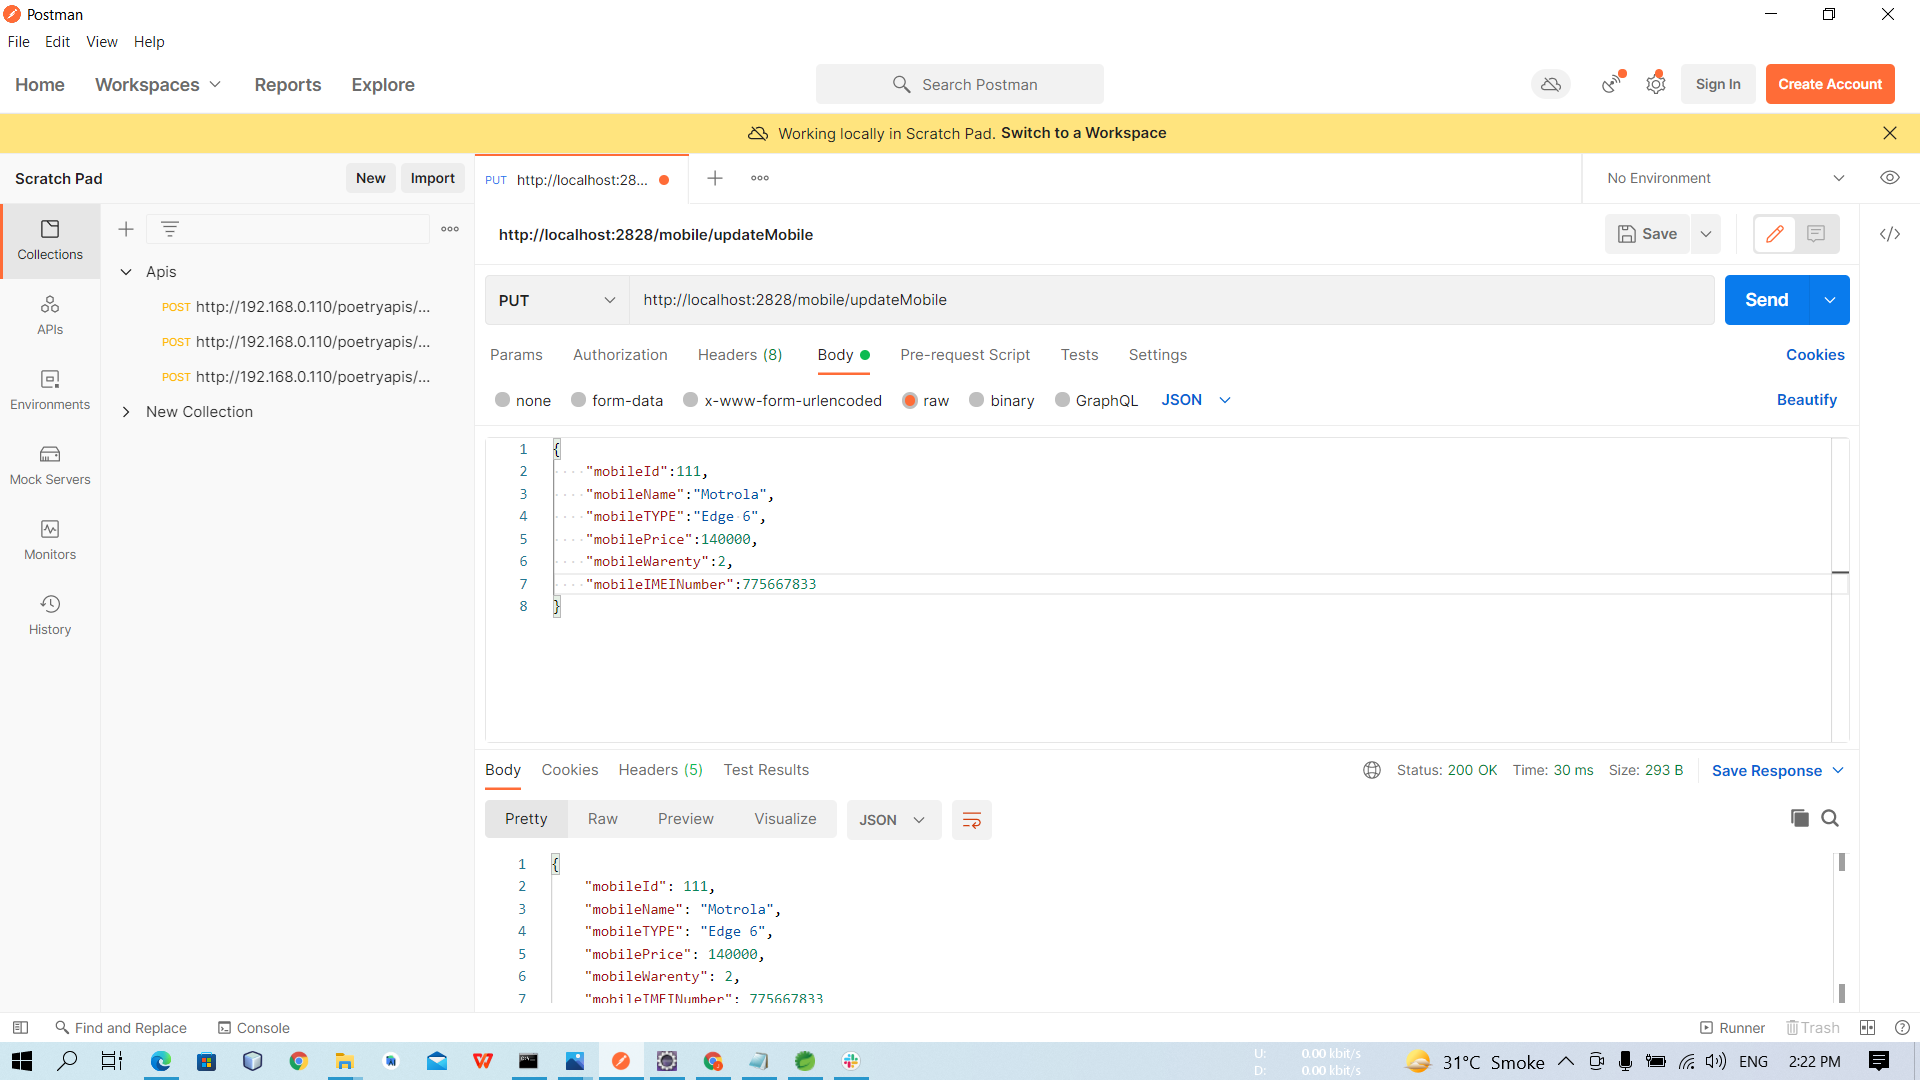 Postman
File Edit View Help
Home Workspaces Reports Explore Search Postman Sign In Create Account
Working locally in Scratch Pad. Switch to a Workspace
Scratch Pad New Import PUT http://localhost:28... No Environment
Collections
APIs
Environments
Mock Servers
Monitors
History
Apis
POST http://192.168.0.110/poetryapis/...
POST http://192.168.0.110/poetryapis/...
POST http://192.168.0.110/poetryapis/...
New Collection
http://localhost:2828/mobile/updateMobile Save
PUT http://localhost:2828/mobile/updateMobile Send
Params Authorization Headers (8) Body Pre-request Script Tests Settings Cookies
none form-data x-www-form-urlencoded raw binary GraphQL JSON Beautify
1 {
2 "mobileId":111,
3 "mobileName":"Motrola",
4 "mobileTYPE":"Edge 6",
5 "mobilePrice":140000,
6 "mobileWarenty":2,
7 "mobileIMEINumber":775667833
8 }
Body Cookies Headers (5) Test Results Status: 200 OK Time: 30 ms Size: 293 B Save Response
Pretty Raw Preview Visualize JSON
1 {
2 "mobileId": 111,
3 "mobileName": "Motrola",
4 "mobileTYPE": "Edge 6",
5 "mobilePrice": 140000,
6 "mobileWarenty": 2,
7 "mobileIMEINumber": 775667833
Find and Replace Console Runner Trash
U: 0.00 kbit/s
D: 0.00 kbit/s
31°C Smoke ENG 2:22 PM